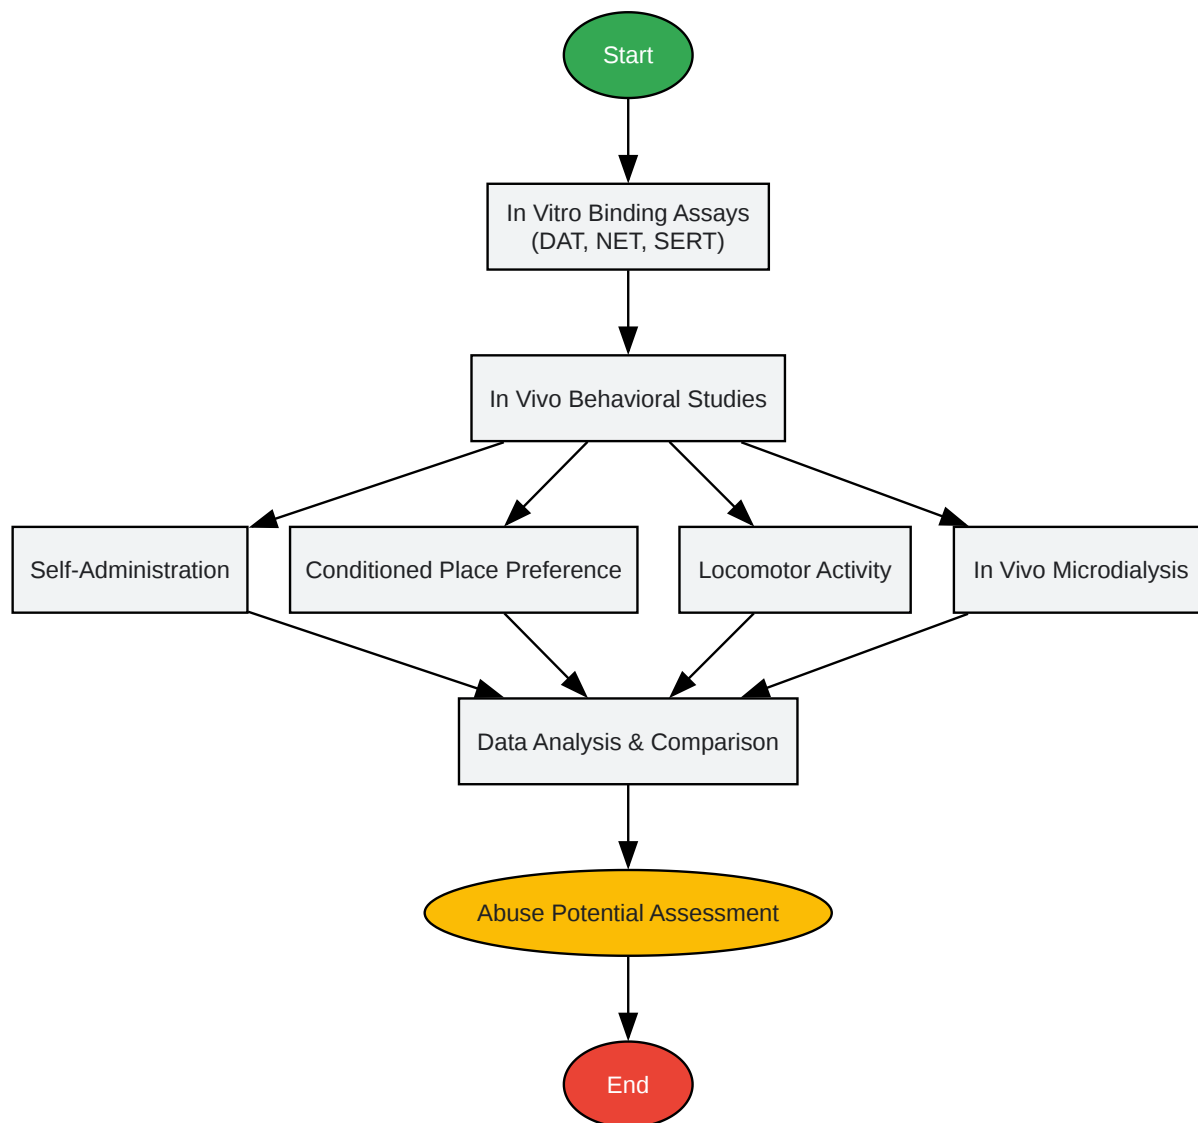 Start
In Vitro Binding Assays
(DAT, NET, SERT)
In Vivo Behavioral Studies
Self-Administration
Conditioned Place Preference
Locomotor Activity
In Vivo Microdialysis
Data Analysis & Comparison
Abuse Potential Assessment
End